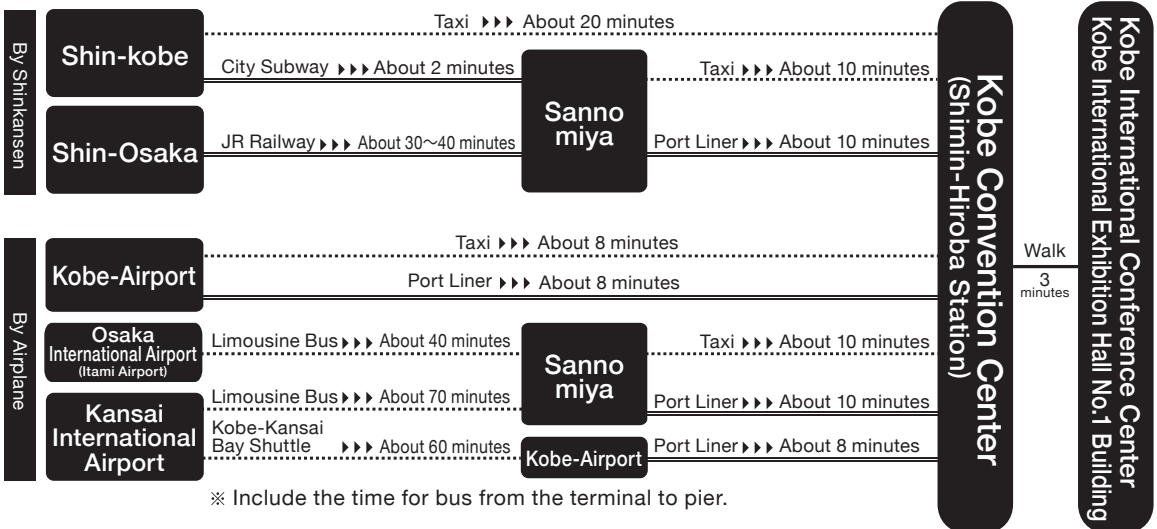 By Shinkansen
Shin-kobe
Taxi ▶▶▶ About 20 minutes
City Subway ▶▶▶ About 2 minutes
Shin-Osaka
JR Railway ▶▶▶ About 30〜40 minutes
Sanno
miya
Taxi ▶▶▶ About 10 minutes
Port Liner ▶▶▶ About 10 minutes
By Airplane
Kobe-Airport
Taxi ▶▶▶ About 8 minutes
Port Liner ▶▶▶ About 8 minutes
Osaka
International Airport
(Itami Airport)
Limousine Bus ▶▶▶ About 40 minutes
Kansai
International
Airport
Limousine Bus ▶▶▶ About 70 minutes
Kobe-Kansai
Bay Shuttle ▶▶▶ About 60 minutes
Sanno
miya
Taxi ▶▶▶ About 10 minutes
Port Liner ▶▶▶ About 10 minutes
Kobe-Airport
Port Liner ▶▶▶ About 8 minutes
※ Include the time for bus from the terminal to pier.
Kobe Convention Center
(Shimin-Hiroba Station)
Walk
3
minutes
Kobe International Conference Center
Kobe International Exhibition Hall No.1 Building